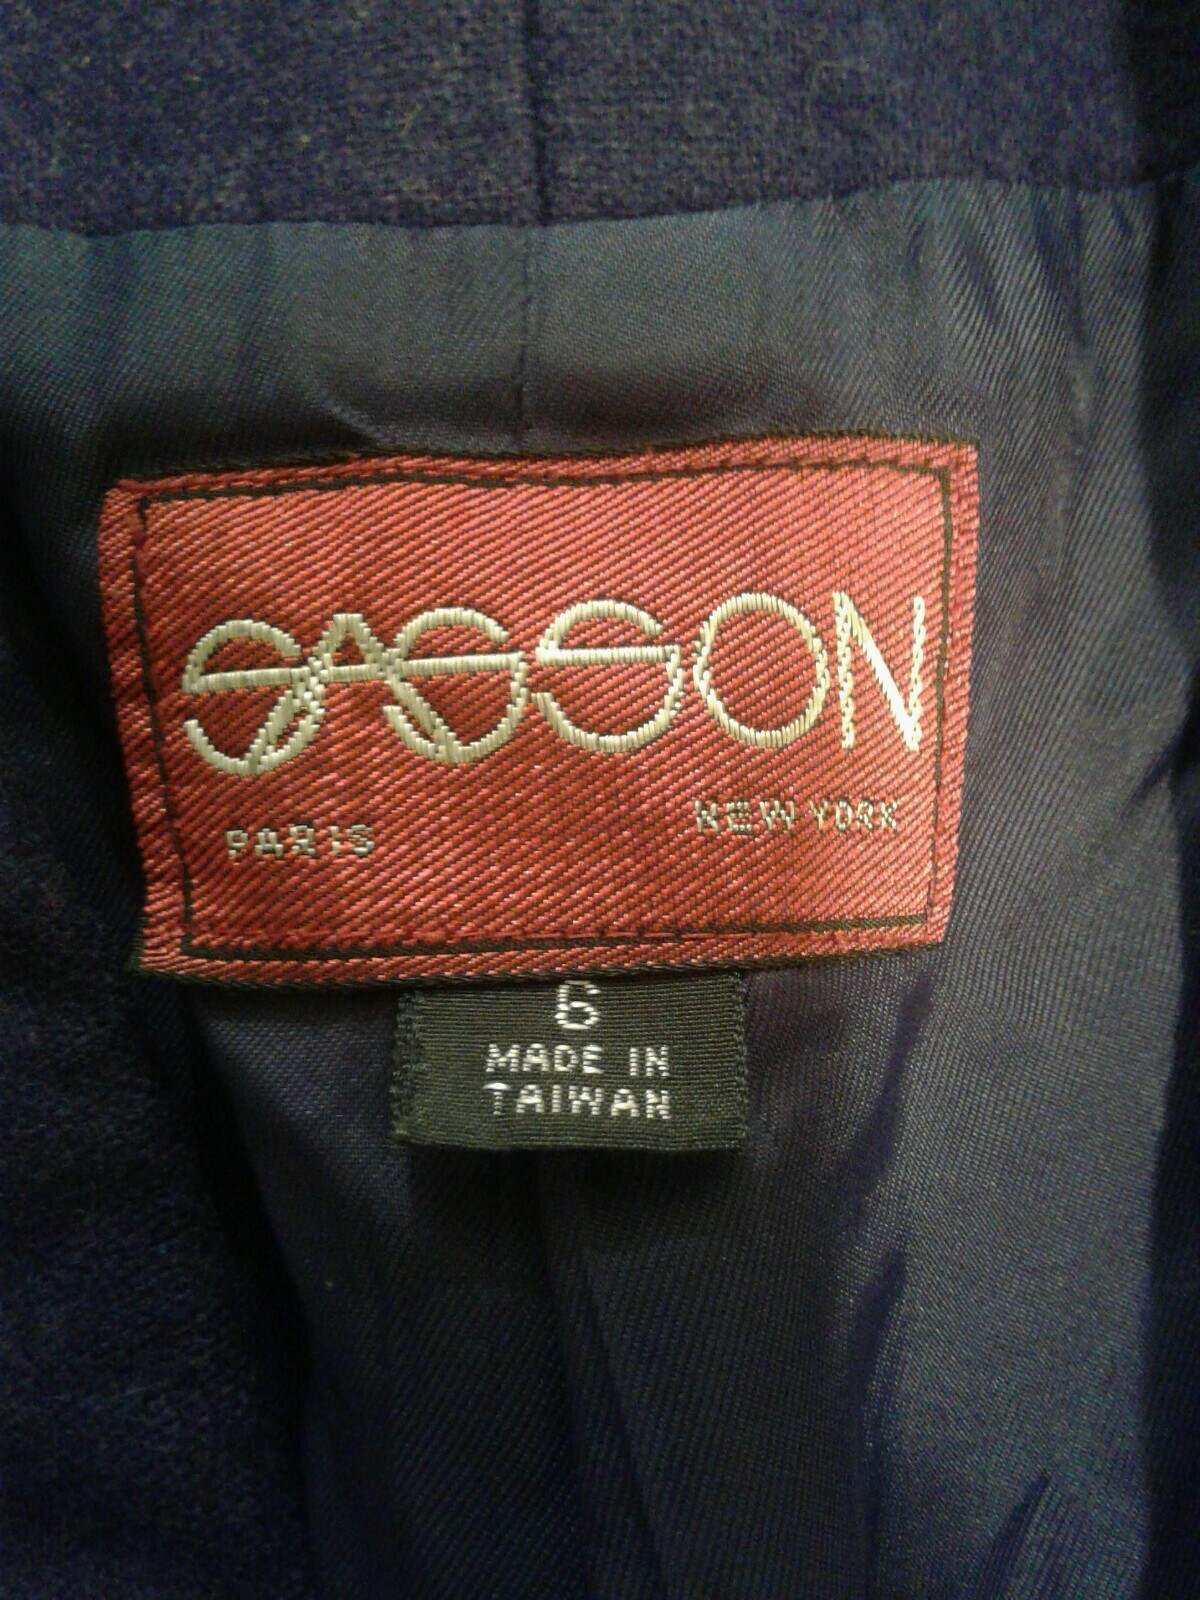 SASSON
PARIS NEW YORK
6
MADE IN
TAIWAN